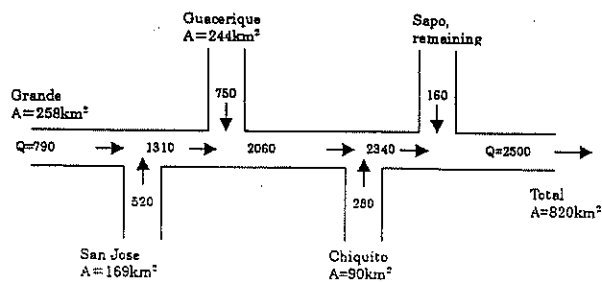 Guacerique
A=244km²
Sapo,
remaining
750
160
Grande
A=258km²
Q=790
1310
2060
2340
Q=2500
520
280
Total
A=820km²
San Jose
A=169km²
Chiquito
A=90km²